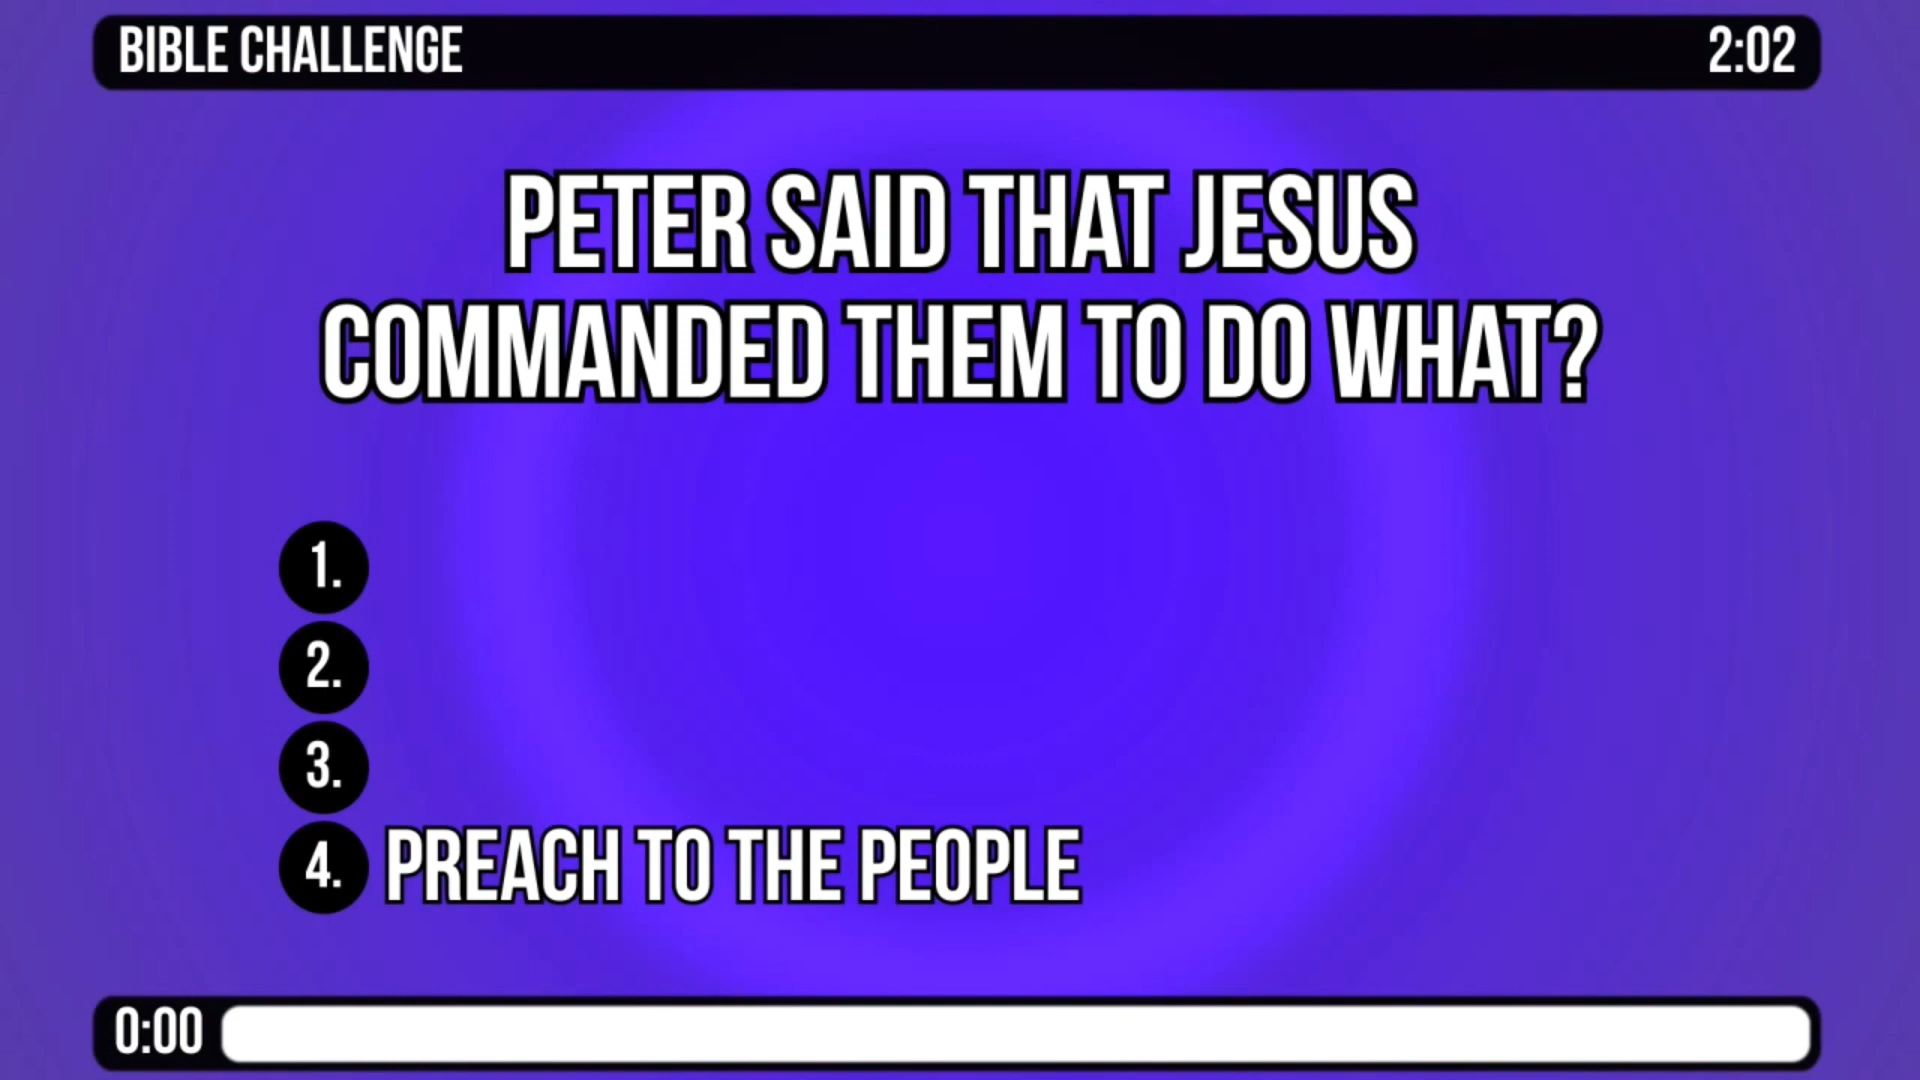 BIBLE CHALLENGE
2:02
PETER SAID THAT JESUS
COMMANDED THEM TO DO WHAT?
1.
2.
3.
4. PREACH TO THE PEOPLE
0:00